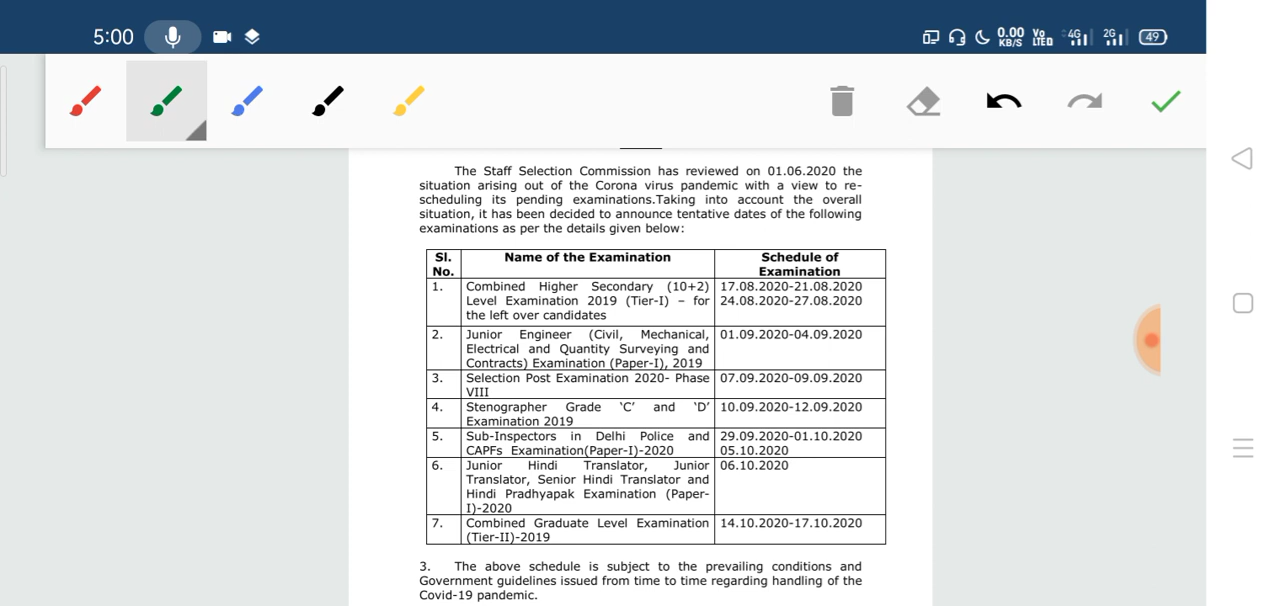 5:00
0.00 KB/S Vo LTED 4G 2G 49
The Staff Selection Commission has reviewed on 01.06.2020 the
situation arising out of the Corona virus pandemic with a view to re-
scheduling its pending examinations.Taking into account the overall
situation, it has been decided to announce tentative dates of the following
examinations as per the details given below:
Sl. No. Name of the Examination Schedule of Examination
1. Combined Higher Secondary (10+2) 17.08.2020-21.08.2020
Level Examination 2019 (Tier-I) – for 24.08.2020-27.08.2020
the left over candidates
2. Junior Engineer (Civil, Mechanical, 01.09.2020-04.09.2020
Electrical and Quantity Surveying and
Contracts) Examination (Paper-I), 2019
3. Selection Post Examination 2020- Phase 07.09.2020-09.09.2020
VIII
4. Stenographer Grade ‘C’ and ‘D’ 10.09.2020-12.09.2020
Examination 2019
5. Sub-Inspectors in Delhi Police and 29.09.2020-01.10.2020
CAPFs Examination(Paper-I)-2020 05.10.2020
6. Junior Hindi Translator, Junior 06.10.2020
Translator, Senior Hindi Translator and
Hindi Pradhyapak Examination (Paper-
I)-2020
7. Combined Graduate Level Examination 14.10.2020-17.10.2020
(Tier-II)-2019
3. The above schedule is subject to the prevailing conditions and
Government guidelines issued from time to time regarding handling of the
Covid-19 pandemic.